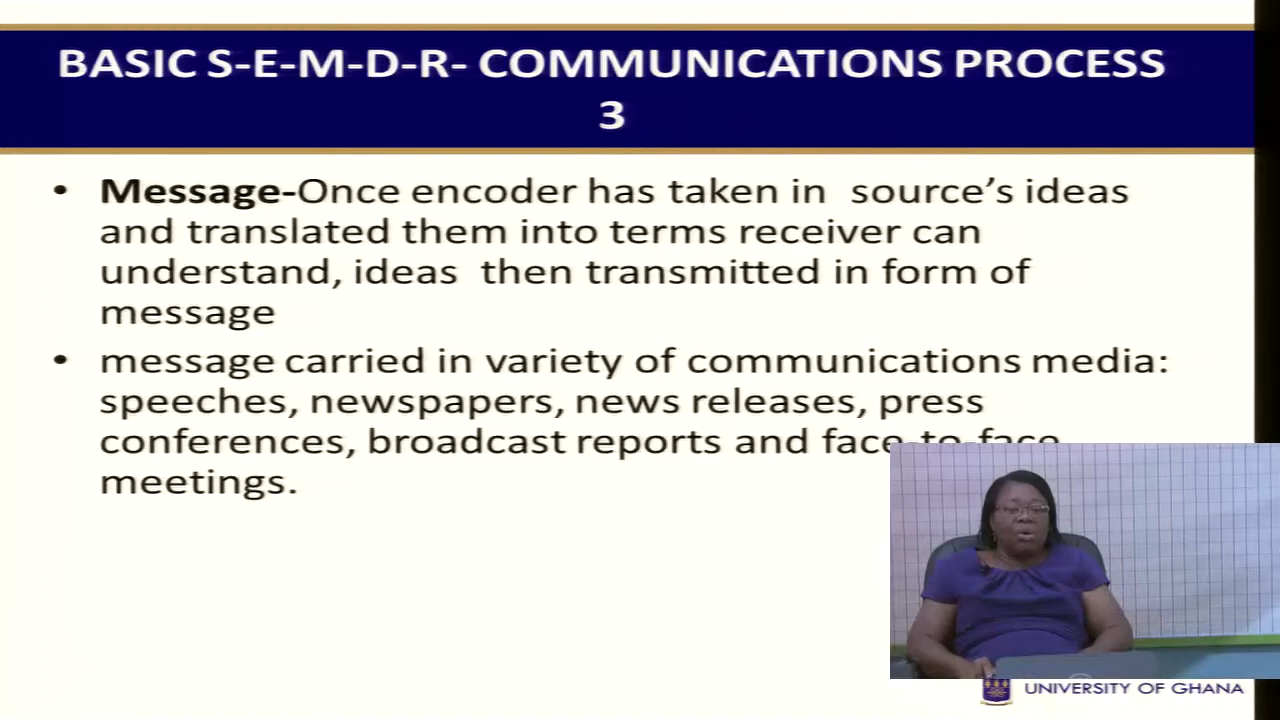 BASIC S-E-M-D-R- COMMUNICATIONS PROCESS
3
• Message-Once encoder has taken in source’s ideas
and translated them into terms receiver can
understand, ideas then transmitted in form of
message
• message carried in variety of communications media:
speeches, newspapers, news releases, press
conferences, broadcast reports and face-to-face
meetings.
UNIVERSITY OF GHANA